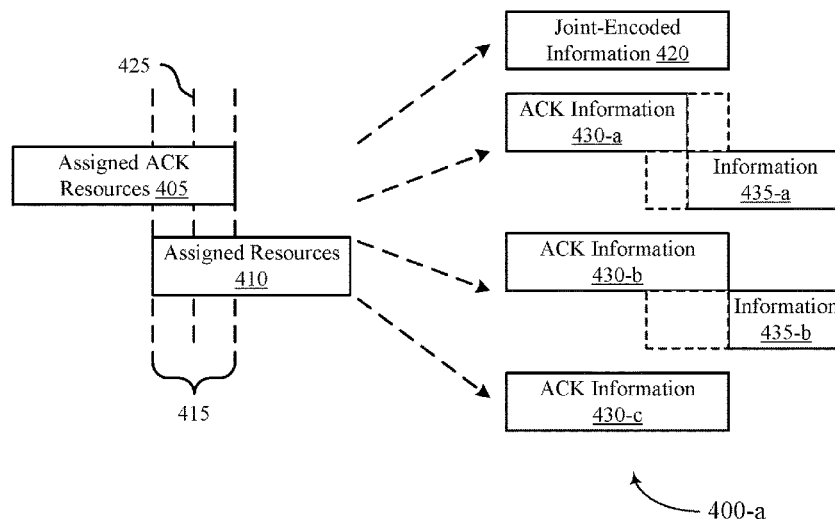 425
Assigned ACK
Resources 405
Assigned Resources
410
415
Joint-Encoded
Information 420
ACK Information
430-a
Information
435-a
ACK Information
430-b
Information
435-b
ACK Information
430-c
400-a